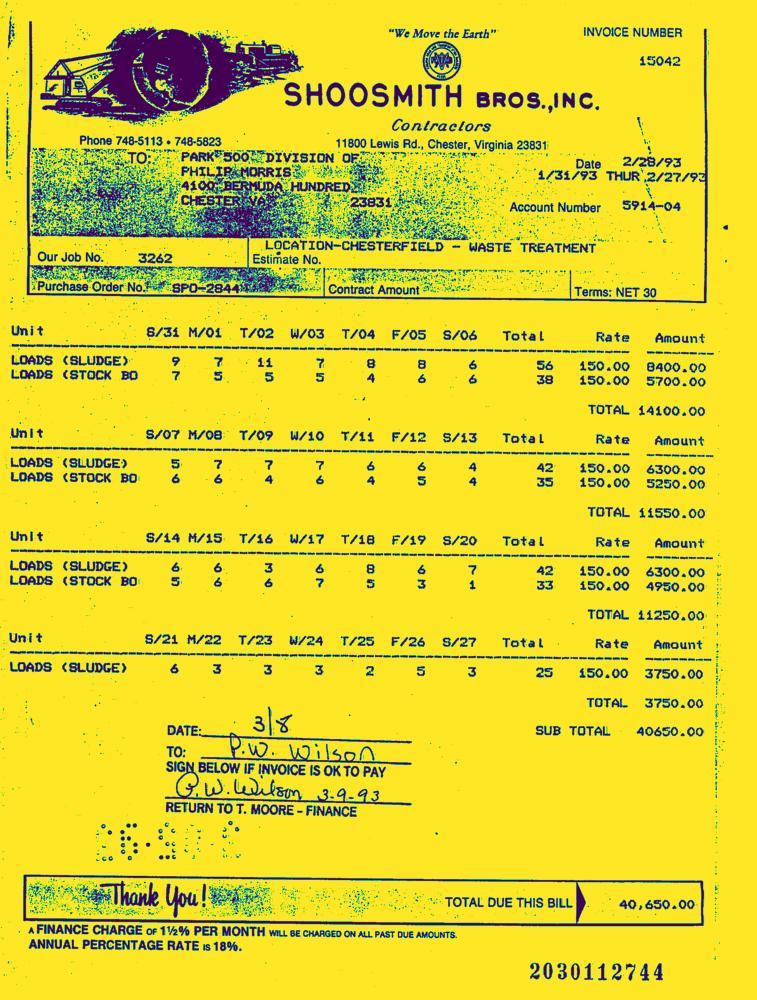 "We Move the Earth"
INVOICE NUMBER
15042
SHOOSMITH BROS.,INC.
Contractors
Phone 748-5113 • 748-5823
11800 Lewis Rd., Chester, Virginia 23831
TO: PARK 500 DIVISION OF
PHILIP MORRIS
4100 BERMUDA HUNDRED
CHESTER VA 23831
Date 2/28/93
1/31/93 THUR 2/27/93
Account Number 5914-04
LOCATION-CHESTERFIELD - WASTE TREATMENT
Our Job No. 3262 Estimate No.
Purchase Order No. SPO-2844 Contract Amount Terms: NET 30
Unit S/31 M/01 T/02 W/03 T/04 F/05 S/06 Total Rate Amount
LOADS (SLUDGE) 9 7 11 7 8 8 6 56 150.00 8400.00
LOADS (STOCK BO 7 5 5 5 4 6 6 38 150.00 5700.00
TOTAL 14100.00
Unit S/07 M/08 T/09 W/10 T/11 F/12 S/13 Total Rate Amount
LOADS (SLUDGE) 5 7 7 7 6 6 4 42 150.00 6300.00
LOADS (STOCK BO 6 6 4 6 4 5 4 35 150.00 5250.00
TOTAL 11550.00
Unit S/14 M/15 T/16 W/17 T/18 F/19 S/20 Total Rate Amount
LOADS (SLUDGE) 6 6 3 6 8 6 7 42 150.00 6300.00
LOADS (STOCK BO 5 6 6 7 5 3 1 33 150.00 4950.00
TOTAL 11250.00
Unit S/21 M/22 T/23 W/24 T/25 F/26 S/27 Total Rate Amount
LOADS (SLUDGE) 6 3 3 3 2 5 3 25 150.00 3750.00
TOTAL 3750.00
SUB TOTAL 40650.00
DATE: 3/8
TO: P.W. Wilson
SIGN BELOW IF INVOICE IS OK TO PAY
P.W. Wilson 3-9-93
RETURN TO T. MOORE - FINANCE
Thank You!
TOTAL DUE THIS BILL 40,650.00
A FINANCE CHARGE OF 1½% PER MONTH WILL BE CHARGED ON ALL PAST DUE AMOUNTS.
ANNUAL PERCENTAGE RATE IS 18%.
2030112744